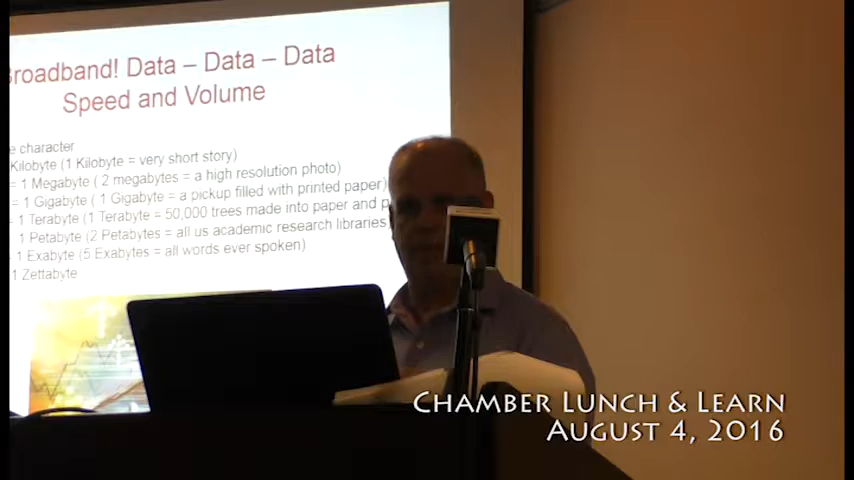 Broadband! Data – Data – Data
Speed and Volume
e character
Kilobyte (1 Kilobyte = very short story)
= 1 Megabyte ( 2 megabytes = a high resolution photo)
= 1 Gigabyte ( 1 Gigabyte = a pickup filled with printed paper)
1 Terabyte (1 Terabyte = 50,000 trees made into paper and p
1 Petabyte (2 Petabytes = all us academic research libraries)
1 Exabyte (5 Exabytes = all words ever spoken)
1 Zettabyte
CHAMBER LUNCH & LEARN
AUGUST 4, 2016